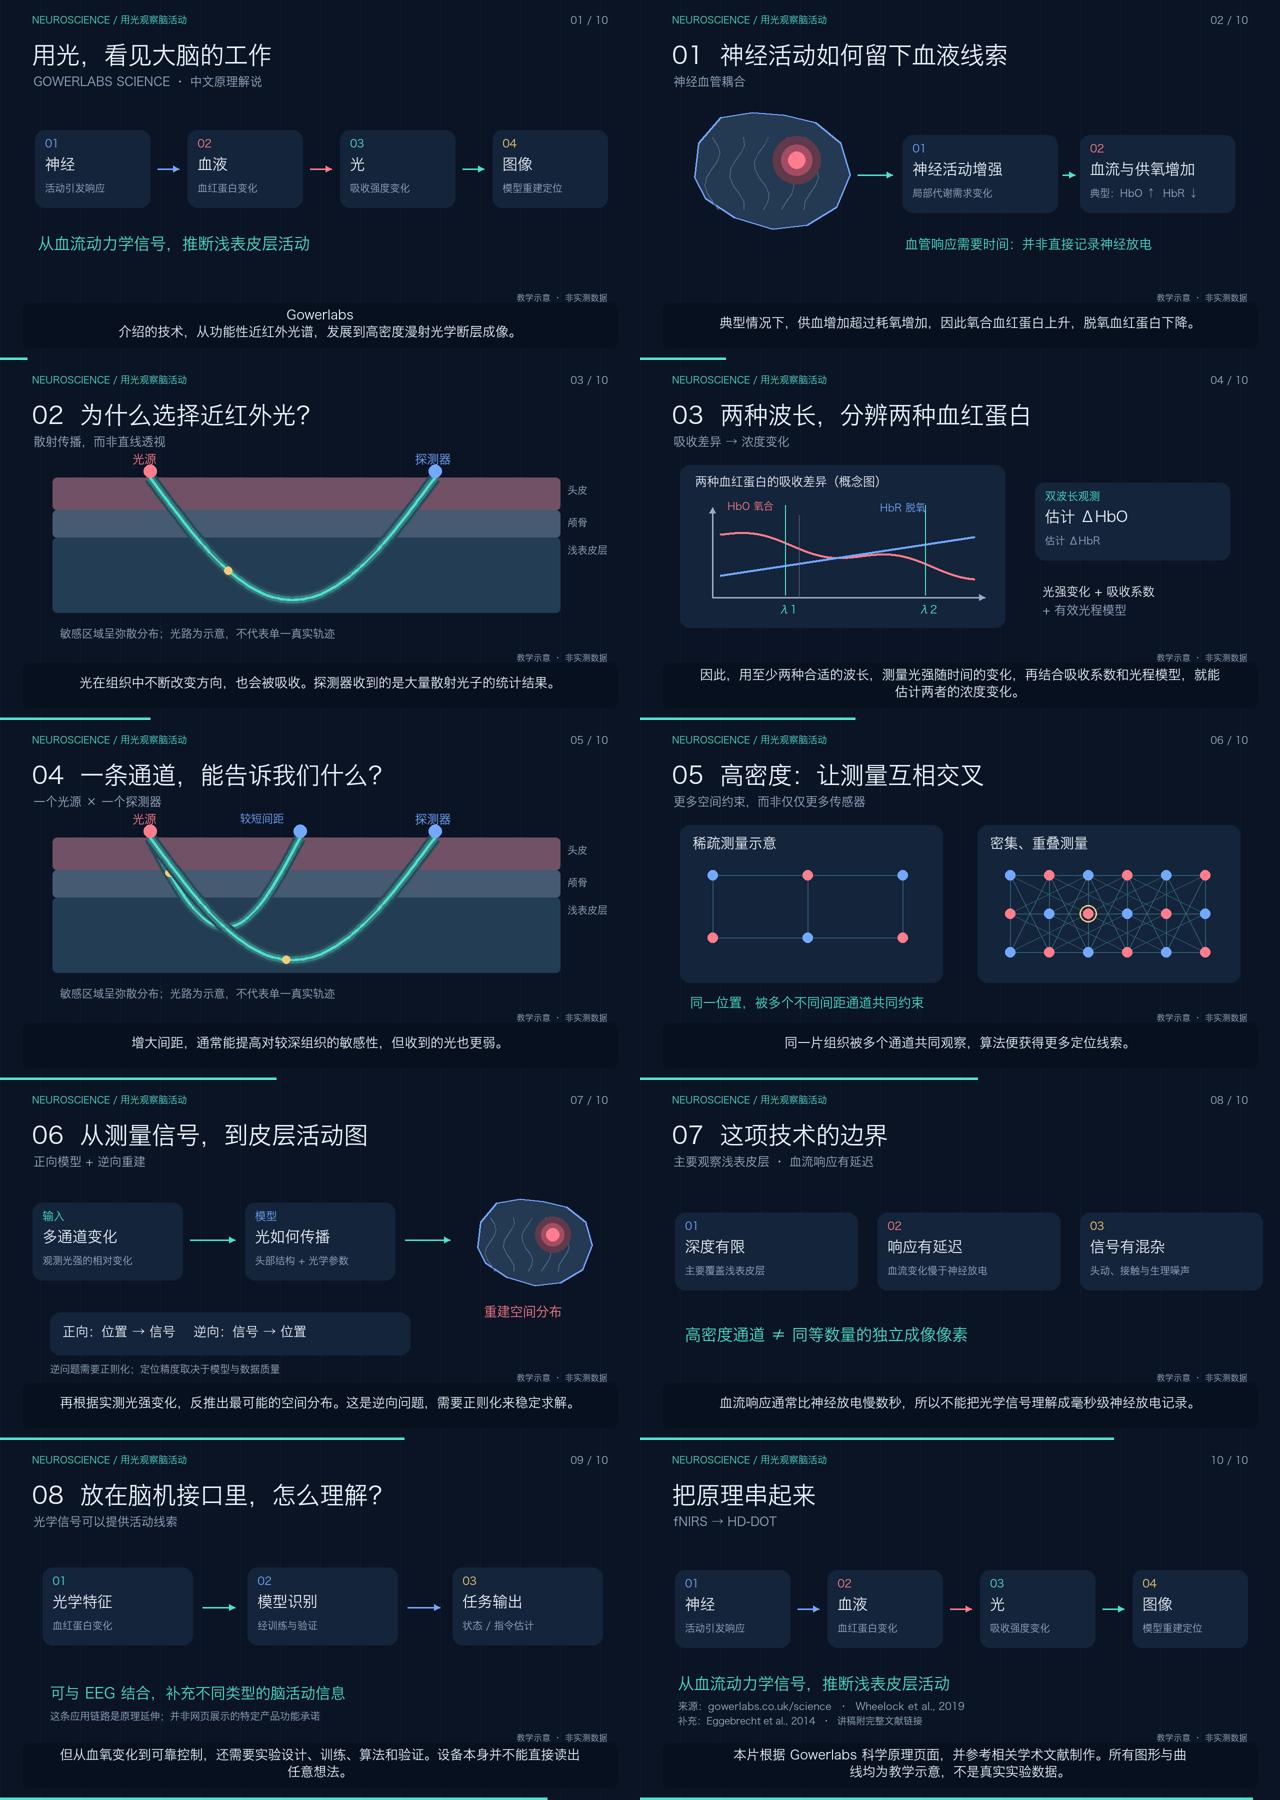 NEUROSCIENCE / 用光观察脑活动
01 / 10
用光，看见大脑的工作
GOWERLABS SCIENCE · 中文原理解说
01
神经
活动引发响应
02
血液
血红蛋白变化
03
光
吸收强度变化
04
图像
模型重建定位
从血流动力学信号，推断浅表皮层活动
教学示意 · 非实测数据
Gowerlabs
介绍的技术，从功能性近红外光谱，发展到高密度漫射光学断层成像。
NEUROSCIENCE / 用光观察脑活动
02 / 10
01 神经活动如何留下血液线索
神经血管耦合
01
神经活动增强
局部代谢需求变化
02
血流与供氧增加
典型：HbO ↑ HbR ↓
血管响应需要时间：并非直接记录神经放电
教学示意 · 非实测数据
典型情况下，供血增加超过耗氧增加，因此氧合血红蛋白上升，脱氧血红蛋白下降。
NEUROSCIENCE / 用光观察脑活动
03 / 10
02 为什么选择近红外光？
散射传播，而非直线透视
光源
探测器
头皮
颅骨
浅表皮层
敏感区域呈弥散分布；光路为示意，不代表单一真实轨迹
教学示意 · 非实测数据
光在组织中不断改变方向，也会被吸收。探测器收到的是大量散射光子的统计结果。
NEUROSCIENCE / 用光观察脑活动
04 / 10
03 两种波长，分辨两种血红蛋白
吸收差异 → 浓度变化
两种血红蛋白的吸收差异（概念图）
HbO 氧合
HbR 脱氧
λ1
λ2
双波长观测
估计 ΔHbO
估计 ΔHbR
光强变化 + 吸收系数
+ 有效光程模型
教学示意 · 非实测数据
因此，用至少两种合适的波长，测量光强随时间的变化，再结合吸收系数和光程模型，就能
估计两者的浓度变化。
NEUROSCIENCE / 用光观察脑活动
05 / 10
04 一条通道，能告诉我们什么？
一个光源 × 一个探测器
光源
较短间距
探测器
头皮
颅骨
浅表皮层
敏感区域呈弥散分布；光路为示意，不代表单一真实轨迹
教学示意 · 非实测数据
增大间距，通常能提高对较深组织的敏感性，但收到的光也更弱。
NEUROSCIENCE / 用光观察脑活动
06 / 10
05 高密度：让测量互相交叉
更多空间约束，而非仅仅更多传感器
稀疏测量示意
密集、重叠测量
同一位置，被多个不同间距通道共同约束
教学示意 · 非实测数据
同一片组织被多个通道共同观察，算法便获得更多定位线索。
NEUROSCIENCE / 用光观察脑活动
07 / 10
06 从测量信号，到皮层活动图
正向模型 + 逆向重建
输入
多通道变化
观测光强的相对变化
模型
光如何传播
头部结构 + 光学参数
重建空间分布
正向：位置 → 信号 逆向：信号 → 位置
逆问题需要正则化；定位精度取决于模型与数据质量
教学示意 · 非实测数据
再根据实测光强变化，反推出最可能的空间分布。这是逆向问题，需要正则化来稳定求解。
NEUROSCIENCE / 用光观察脑活动
08 / 10
07 这项技术的边界
主要观察浅表皮层 · 血流响应有延迟
01
深度有限
主要覆盖浅表皮层
02
响应有延迟
血流变化慢于神经放电
03
信号有混杂
头动、接触与生理噪声
高密度通道 ≠ 同等数量的独立成像像素
教学示意 · 非实测数据
血流响应通常比神经放电慢数秒，所以不能把光学信号理解成毫秒级神经放电记录。
NEUROSCIENCE / 用光观察脑活动
09 / 10
08 放在脑机接口里，怎么理解？
光学信号可以提供活动线索
01
光学特征
血红蛋白变化
02
模型识别
经训练与验证
03
任务输出
状态 / 指令估计
可与 EEG 结合，补充不同类型的脑活动信息
这条应用链路是原理延伸；并非网页展示的特定产品功能承诺
教学示意 · 非实测数据
但从血氧变化到可靠控制，还需要实验设计、训练、算法和验证。设备本身并不能直接读出
任意想法。
NEUROSCIENCE / 用光观察脑活动
10 / 10
把原理串起来
fNIRS → HD-DOT
01
神经
活动引发响应
02
血液
血红蛋白变化
03
光
吸收强度变化
04
图像
模型重建定位
从血流动力学信号，推断浅表皮层活动
来源：gowerlabs.co.uk/science · Wheelock et al., 2019
补充：Eggebrecht et al., 2014 · 讲稿附完整文献链接
教学示意 · 非实测数据
本片根据 Gowerlabs 科学原理页面，并参考相关学术文献制作。所有图形与曲
线均为教学示意，不是真实实验数据。